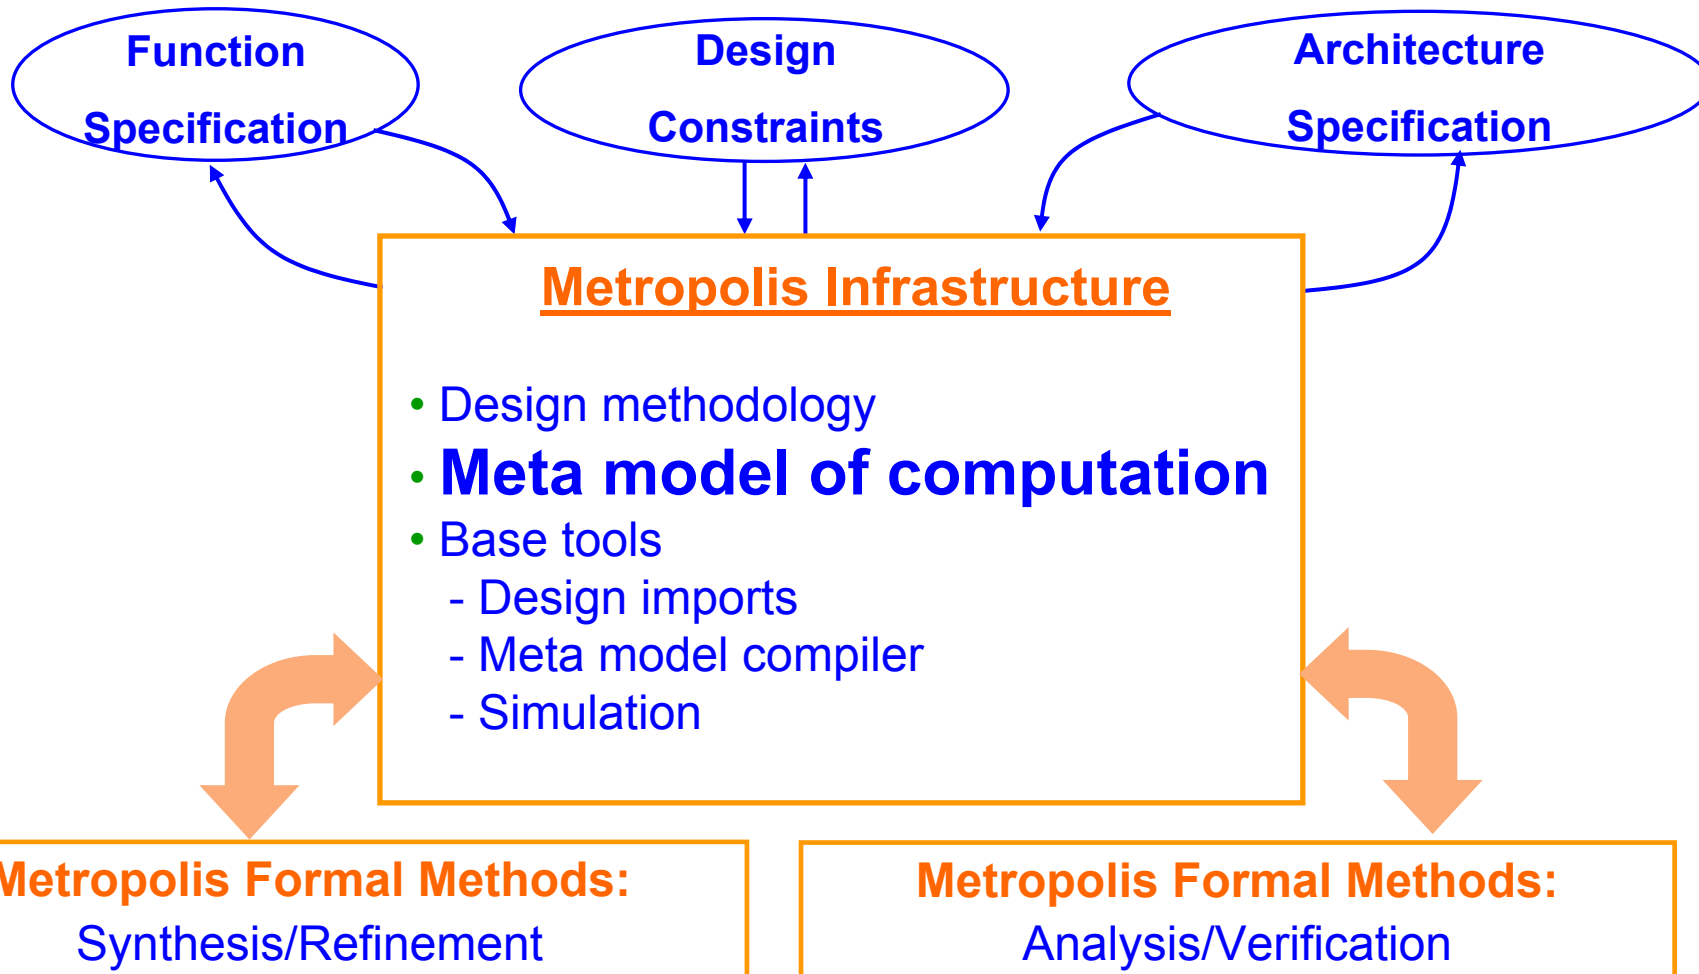 Function
Specification
Design
Constraints
Architecture
Specification
Metropolis Infrastructure
• Design methodology
• Meta model of computation
• Base tools
- Design imports
- Meta model compiler
- Simulation
Metropolis Formal Methods:
Synthesis/Refinement
Metropolis Formal Methods:
Analysis/Verification